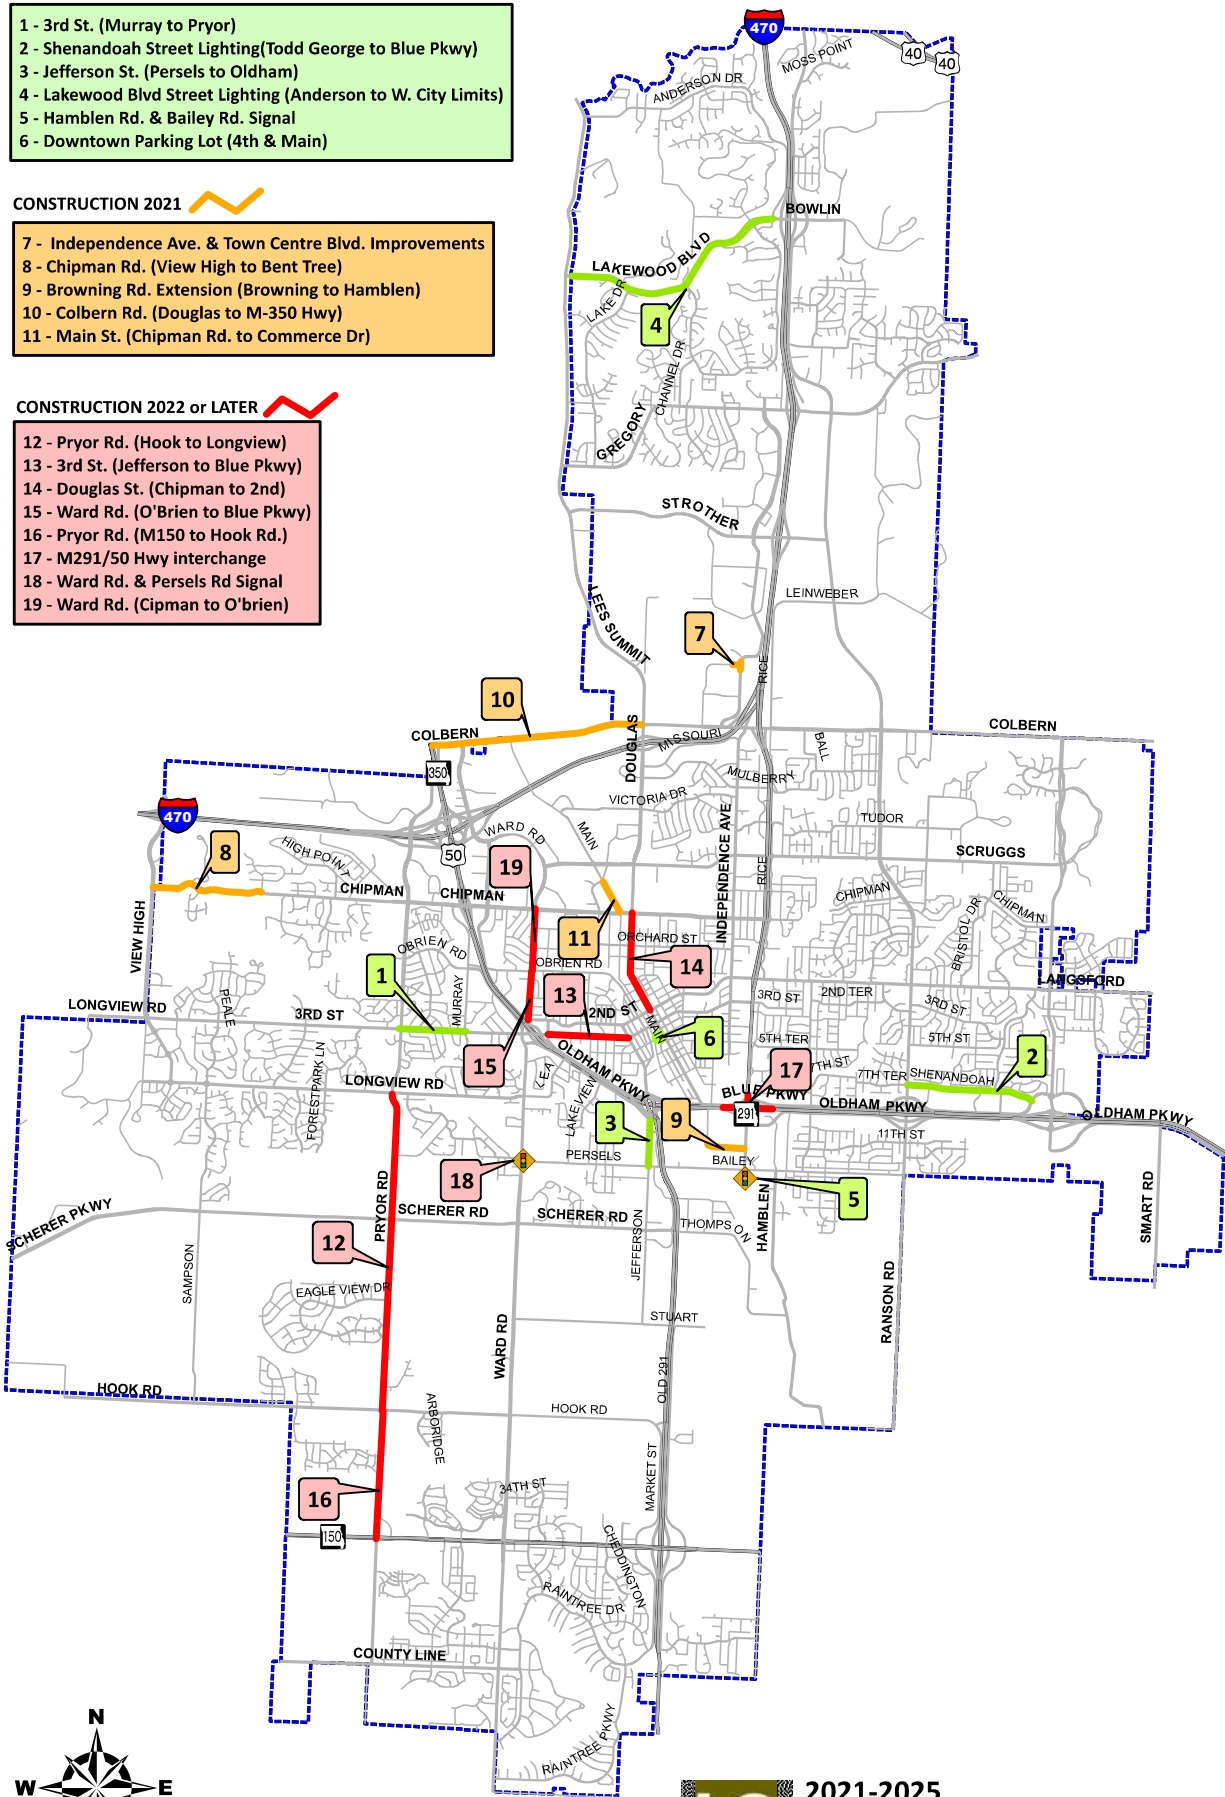 1 - 3rd St. (Murray to Pryor)
2 - Shenandoah Street Lighting(Todd George to Blue Pkwy)
3 - Jefferson St. (Persels to Oldham)
4 - Lakewood Blvd Street Lighting (Anderson to W. City Limits)
5 - Hamblen Rd. & Bailey Rd. Signal
6 - Downtown Parking Lot (4th & Main)
CONSTRUCTION 2021
7 - Independence Ave. & Town Centre Blvd. Improvements
8 - Chipman Rd. (View High to Bent Tree)
9 - Browning Rd. Extension (Browning to Hamblen)
10 - Colbern Rd. (Douglas to M-350 Hwy)
11 - Main St. (Chipman Rd. to Commerce Dr)
CONSTRUCTION 2022 or LATER
12 - Pryor Rd. (Hook to Longview)
13 - 3rd St. (Jefferson to Blue Pkwy)
14 - Douglas St. (Chipman to 2nd)
15 - Ward Rd. (O'Brien to Blue Pkwy)
16 - Pryor Rd. (M150 to Hook Rd.)
17 - M291/50 Hwy interchange
18 - Ward Rd. & Persels Rd Signal
19 - Ward Rd. (Cipman to O'brien)
470
40
40
MOSS POINT
ANDERSON DR
BOWLIN
LAKEWOOD BLVD
LAKE DR
4
CHANNEL DR
GREGORY
STROTHER
LEINWEBER
LEES SUMMIT
7
RICE
10
COLBERN
DOUGLAS
MISSOURI
COLBERN
BALL
350
MULBERRY
VICTORIA DR
470
WARD RD
MAIN
INDEPENDENCE AVE
TUDOR
8
HIGH POINT
50
19
SCRUGGS
RICE
CHIPMAN
CHIPMAN
CHIPMAN
CHIPMAN
VIEW HIGH
11
ORCHARD ST
BRISTOL DR
OBRIEN RD
OBRIEN RD
14
1
LANGSFORD
PEALE
MURRAY
13
2ND ST
3RD ST
2ND TER
3RD ST
LONGVIEW RD
3RD ST
MAIN
6
5TH TER
5TH ST
2
FORESTPARK LN
15
OLDHAM PKWY
LEA
LAKEVIEW
17
7TH ST
7TH TER
SHENANDOAH
LONGVIEW RD
BLUE PKWY
291
OLDHAM PKWY
OLDHAM PKWY
3
9
11TH ST
PERSELS
BAILEY
18
5
PRYOR RD
SCHERER PKWY
SCHERER RD
SCHERER RD
THOMPSON
HAMBLEN
SMART RD
12
SAMPSON
JEFFERSON
RANSON RD
EAGLE VIEW DR
WARD RD
STUART
OLD 291
HOOK RD
HOOK RD
ARBORIDGE
MARKET ST
34TH ST
16
150
CHEDDINGTON
RAINTREE DR
COUNTY LINE
RAINTREE PKWY
N
W
E
2021-2025